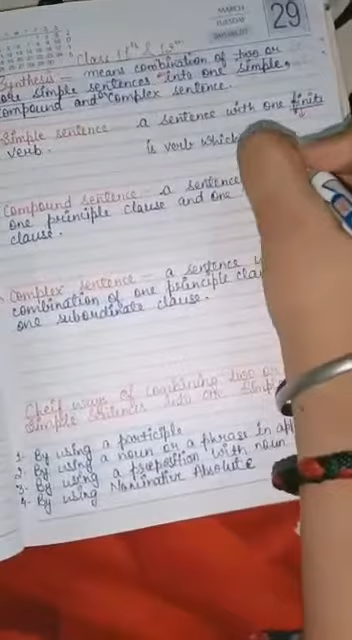 MARCH
TUESDAY
29
Class 11th & 12th
Synthesis - means combination of two or
simple sentences into one simple,
compound and complex sentence.
Simple sentence a sentence with one finite
verb. is verb which
Compound sentence - a sentence
one principle clause and one
clause.
Complex sentence - a sentence
combination of one principle
one subordinate clause.
Cheif ways of combining two or
simple sentences into one
1. By using a participle
2. By using a noun or a phrase in
3. By using a preposition with noun
4. By using Nominative Absolute